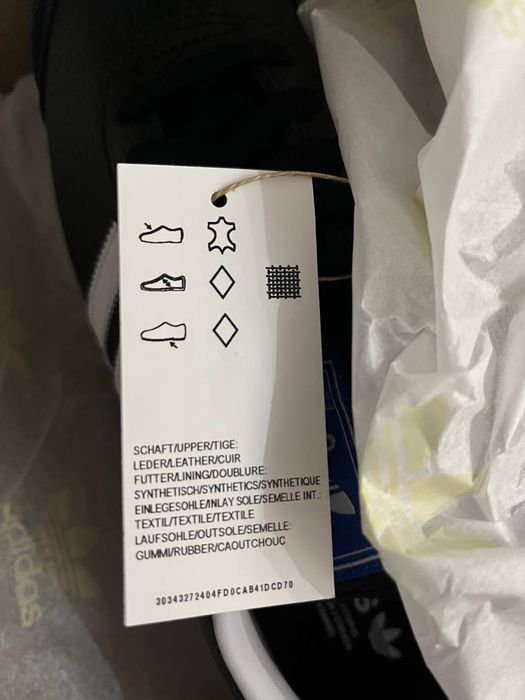 SCHAFT/UPPER/TIGE:
LEDER/LEATHER/CUIR
FUTTER/LINING/DOUBLURE:
SYNTHETISCH/SYNTHETICS/SYNTHETIQUE
EINLEGESOHLE/INLAY SOLE/SEMELLE INT.:
TEXTIL/TEXTILE/TEXTILE
LAUFSOHLE/OUTSOLE/SEMELLE:
GUMMI/RUBBER/CAOUTCHOUC
30343272404FD0CAB41DCD70
adidas